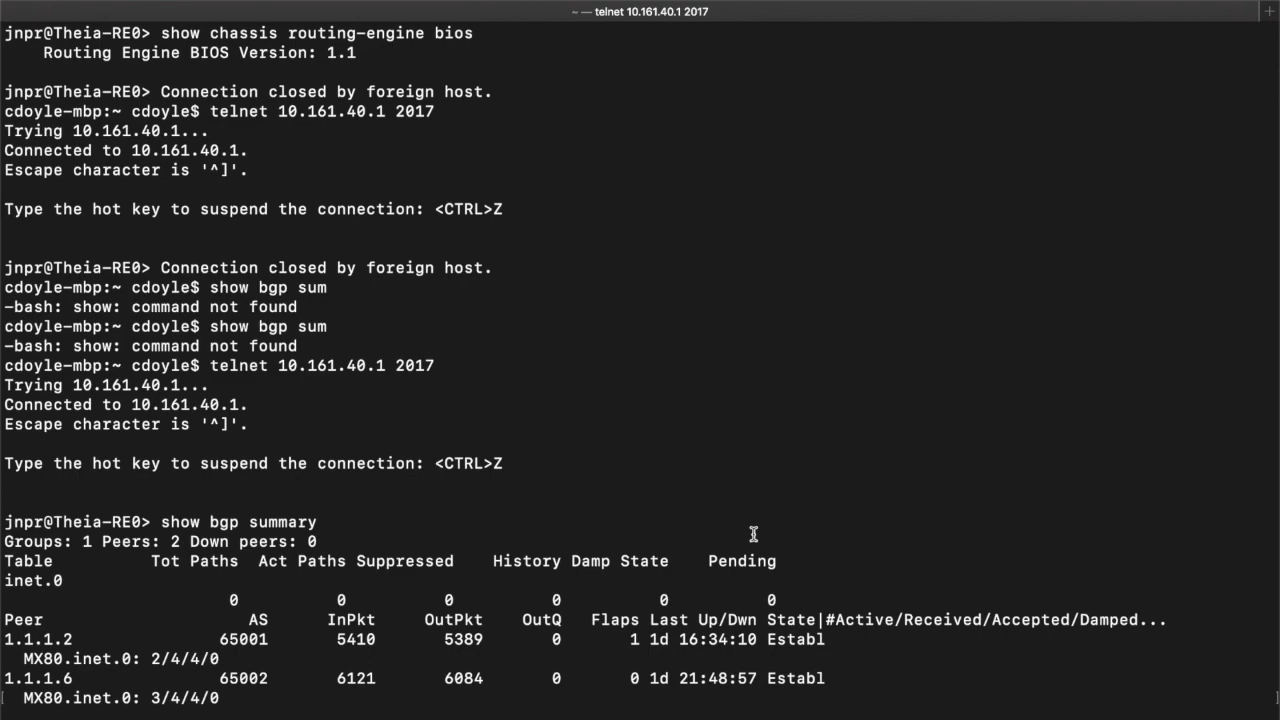 ~ — telnet 10.161.40.1 2017
jnpr@Theia-RE0> show chassis routing-engine bios
Routing Engine BIOS Version: 1.1
jnpr@Theia-RE0> Connection closed by foreign host.
cdoyle-mbp:~ cdoyle$ telnet 10.161.40.1 2017
Trying 10.161.40.1...
Connected to 10.161.40.1.
Escape character is '^]'.
Type the hot key to suspend the connection: <CTRL>Z
jnpr@Theia-RE0> Connection closed by foreign host.
cdoyle-mbp:~ cdoyle$ show bgp sum
-bash: show: command not found
cdoyle-mbp:~ cdoyle$ show bgp sum
-bash: show: command not found
cdoyle-mbp:~ cdoyle$ telnet 10.161.40.1 2017
Trying 10.161.40.1...
Connected to 10.161.40.1.
Escape character is '^]'.
Type the hot key to suspend the connection: <CTRL>Z
jnpr@Theia-RE0> show bgp summary
Groups: 1 Peers: 2 Down peers: 0
Table Tot Paths Act Paths Suppressed History Damp State Pending
inet.0
0 0 0 0 0 0
Peer AS InPkt OutPkt OutQ Flaps Last Up/Dwn State|#Active/Received/Accepted/Damped...
1.1.1.2 65001 5410 5389 0 1 1d 16:34:10 Establ
MX80.inet.0: 2/4/4/0
1.1.1.6 65002 6121 6084 0 0 1d 21:48:57 Establ
MX80.inet.0: 3/4/4/0